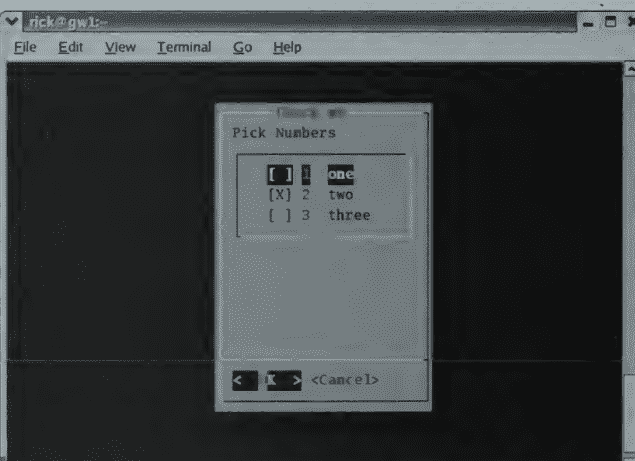 rick@gw1:~
File Edit View Terminal Go Help
Pick Numbers
[ ] 1 one
[X] 2 two
[ ] 3 three
< > <Cancel>